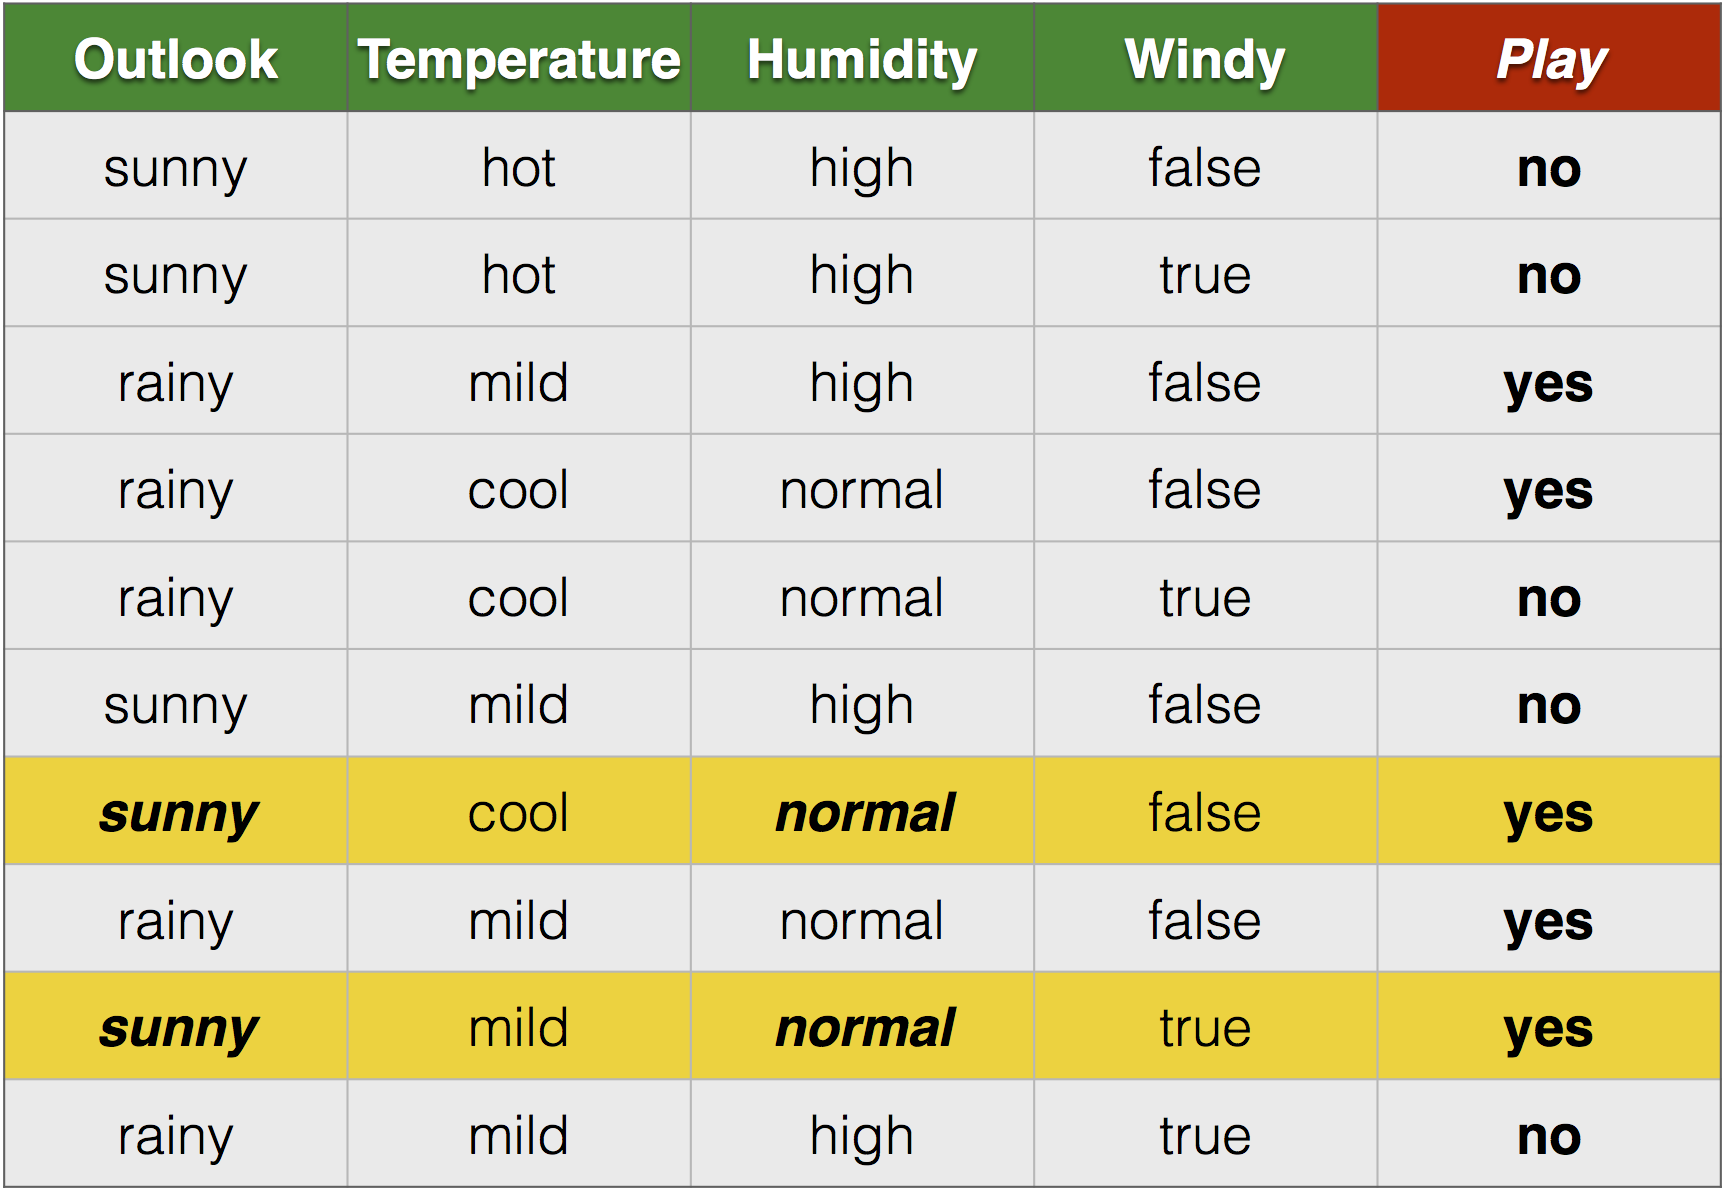 Outlook Temperature Humidity Windy Play
sunny hot high false no
sunny hot high true no
rainy mild high false yes
rainy cool normal false yes
rainy cool normal true no
sunny mild high false no
sunny cool normal false yes
rainy mild normal false yes
sunny mild normal true yes
rainy mild high true no